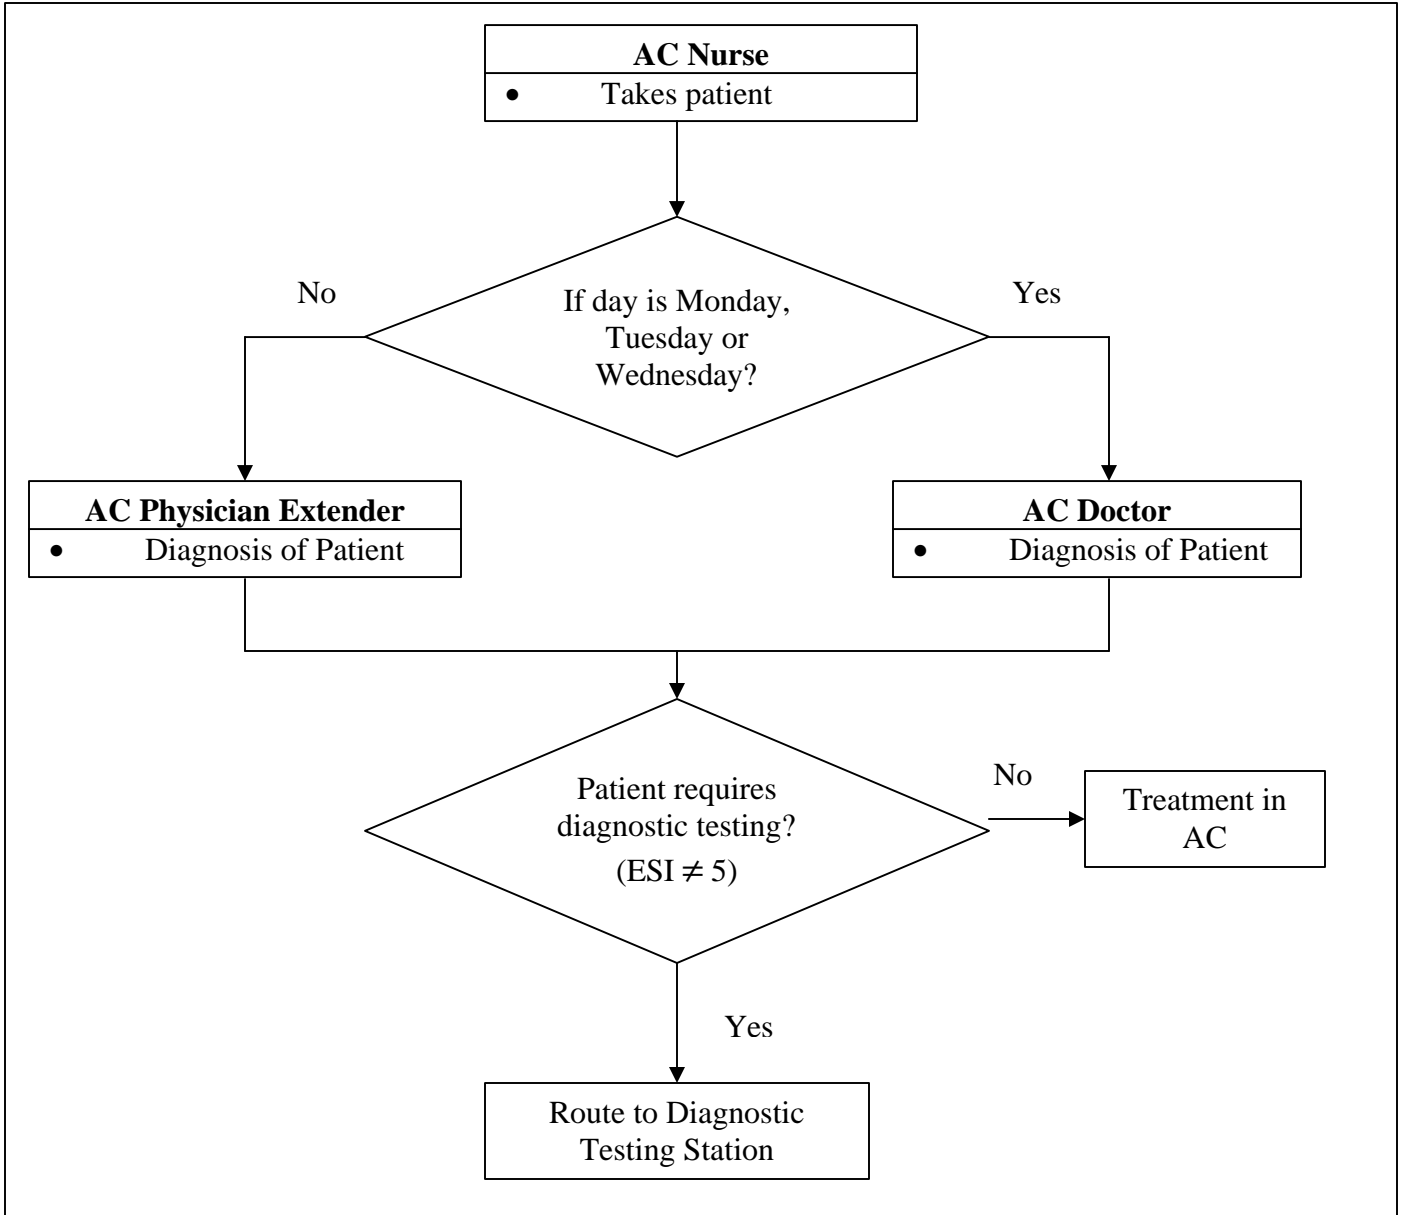 AC Nurse
• Takes patient
If day is Monday,
Tuesday or
Wednesday?
No
Yes
AC Physician Extender
• Diagnosis of Patient
AC Doctor
• Diagnosis of Patient
Patient requires
diagnostic testing?
(ESI ≠ 5)
No
Treatment in
AC
Yes
Route to Diagnostic
Testing Station